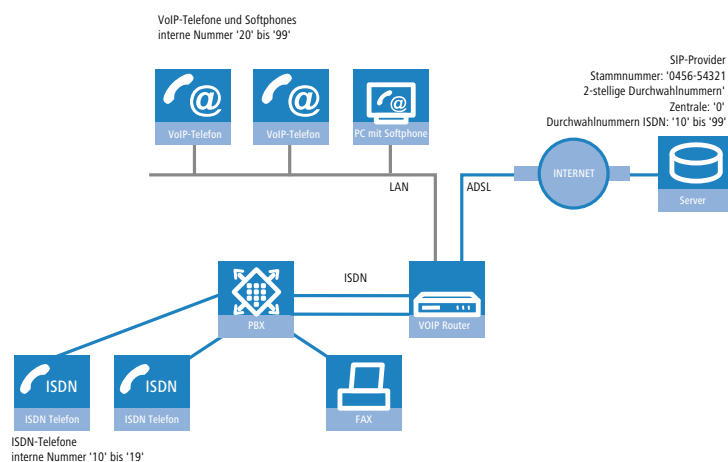 VoIP-Telefone und Softphones
interne Nummer '20' bis '99'
SIP-Provider
Stammnummer: '0456-54321
2-stellige Durchwahlnummern'
Zentrale: '0'
Durchwahlnummern ISDN: '10' bis '99'
@
@
@
VoIP-Telefon
VoIP-Telefon
PC mit Softphone
INTERNET
LAN
ADSL
Server
ISDN
PBX
VOIP Router
ISDN
ISDN
ISDN Telefon
ISDN Telefon
FAX
ISDN-Telefone
interne Nummer '10' bis '19'